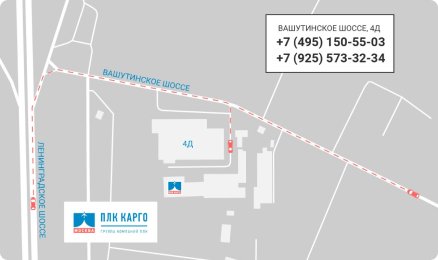 ВАШУТИНСКОЕ ШОССЕ, 4Д
+7 (495) 150-55-03
+7 (925) 573-32-34
ВАШУТИНСКОЕ ШОССЕ
4Д
ЛЕНИНГРАДСКОЕ ШОССЕ
ПЛК КАРГО
МОСКВА